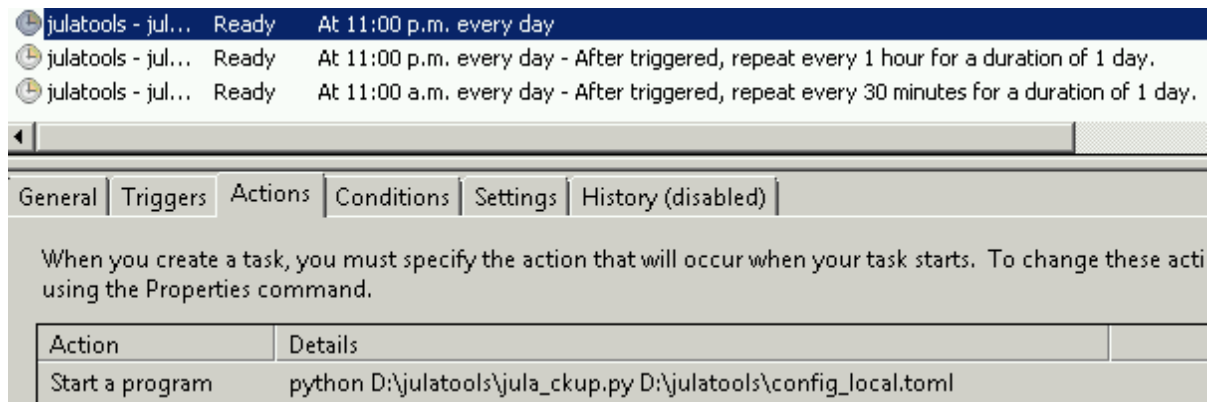 julatools - jul... Ready At 11:00 p.m. every day
julatools - jul... Ready At 11:00 p.m. every day - After triggered, repeat every 1 hour for a duration of 1 day.
julatools - jul... Ready At 11:00 a.m. every day - After triggered, repeat every 30 minutes for a duration of 1 day.
General Triggers Actions Conditions Settings History (disabled)
When you create a task, you must specify the action that will occur when your task starts. To change these acti
using the Properties command.
Action Details
Start a program python D:\julatools\jula_ckup.py D:\julatools\config_local.toml